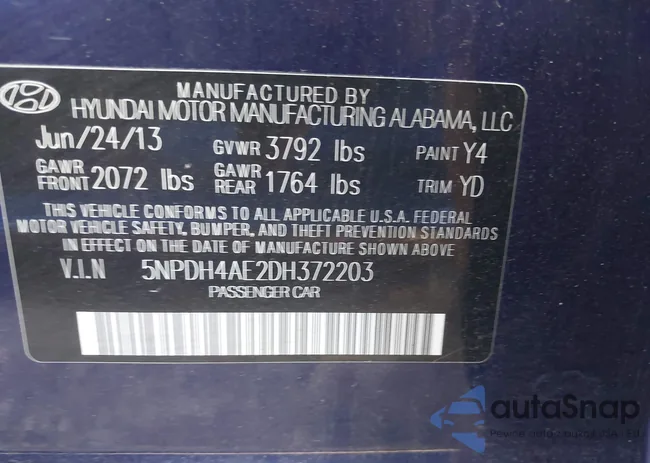 MANUFACTURED BY
HYUNDAI MOTOR MANUFACTURING ALABAMA, LLC
Jun/24/13 GVWR 3792 lbs PAINT Y4
GAWR FRONT 2072 lbs GAWR REAR 1764 lbs TRIM YD
THIS VEHICLE CONFORMS TO ALL APPLICABLE U.S.A. FEDERAL
MOTOR VEHICLE SAFETY, BUMPER, AND THEFT PREVENTION STANDARDS
IN EFFECT ON THE DATE OF MANUFACTURE SHOWN ABOVE
V.I.N 5NPDH4AE2DH372203
PASSENGER CAR
autaSnap